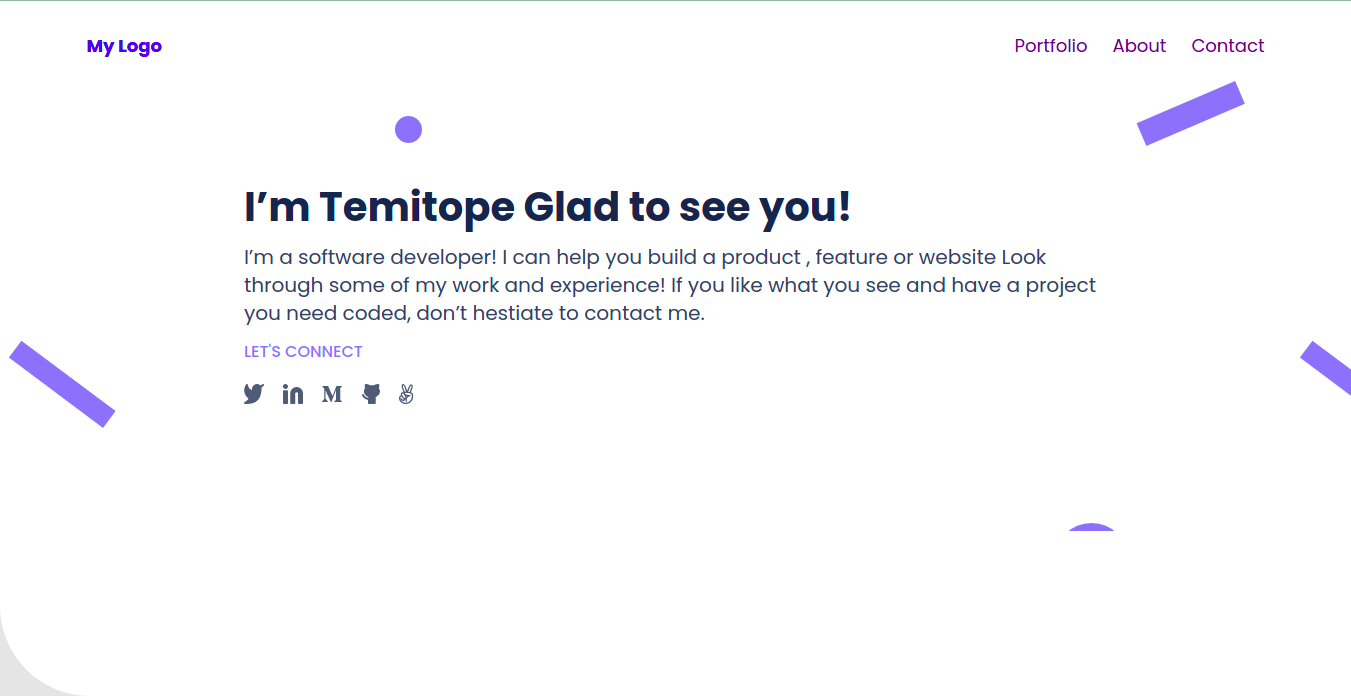 My Logo
Portfolio About Contact
I’m Temitope Glad to see you!
I’m a software developer! I can help you build a product , feature or website Look
through some of my work and experience! If you like what you see and have a project
you need coded, don’t hestiate to contact me.
LET'S CONNECT